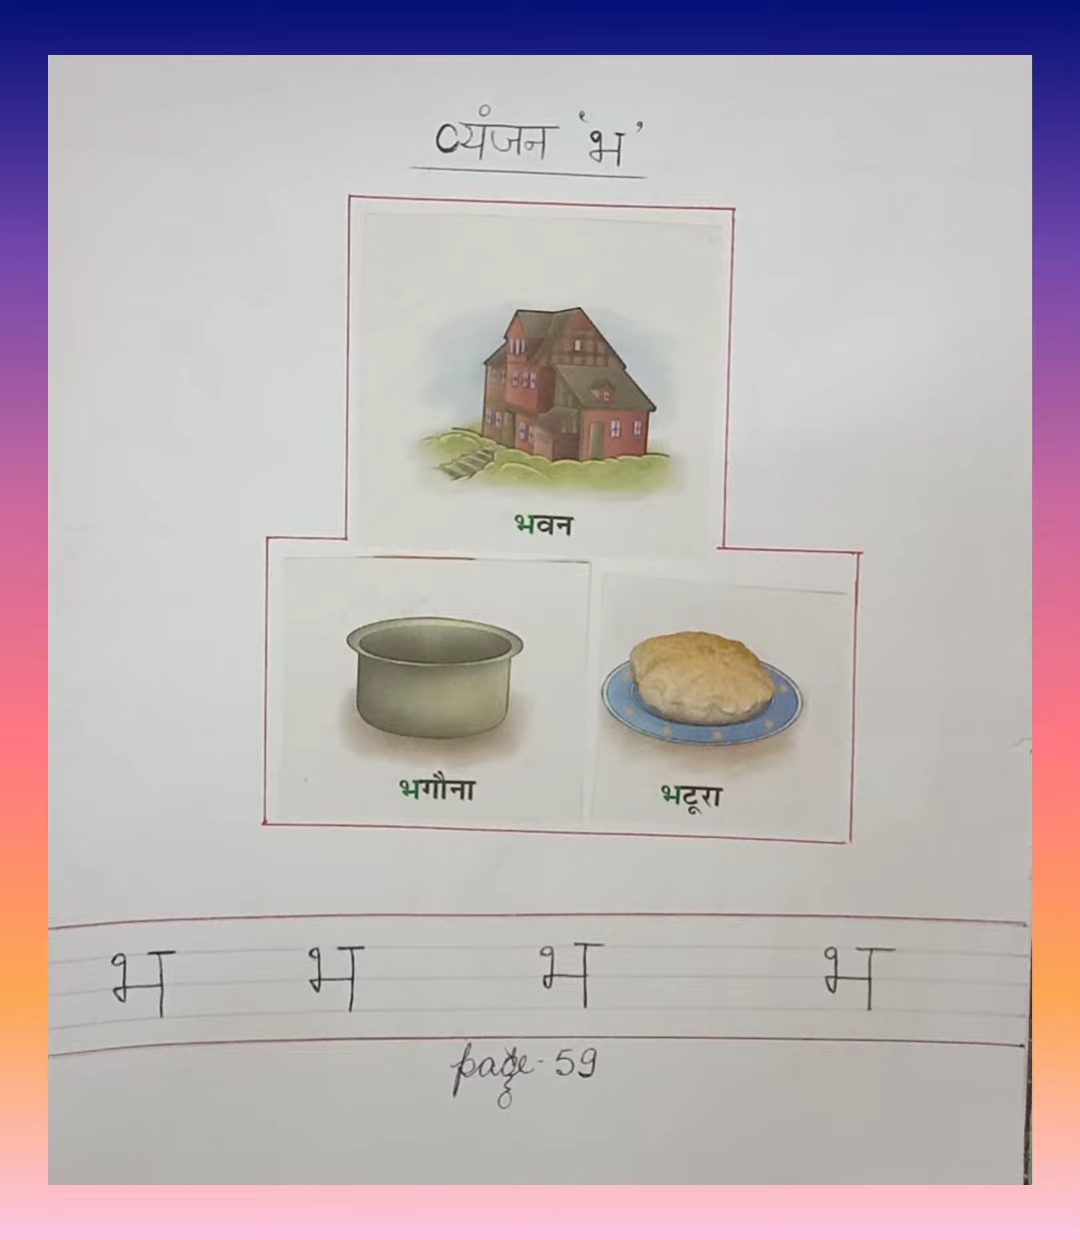 व्यंजन 'भ'
भवन
भगौना
भटूरा
भ भ भ भ
page-59